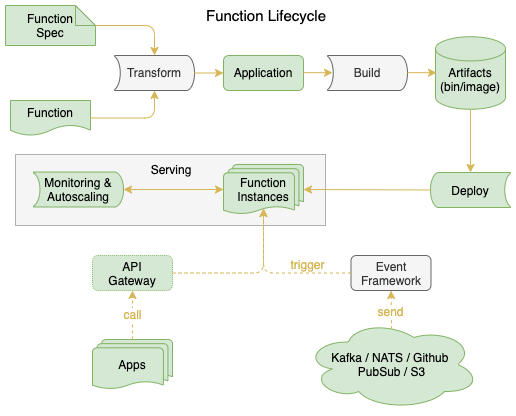 Function Lifecycle
Function
Spec
Transform
Application
Build
Artifacts
(bin/image)
Function
Serving
Monitoring &
Autoscaling
Function
Instances
Deploy
API
Gateway
trigger
Event
Framework
call
send
Apps
Kafka / NATS / Github
PubSub / S3